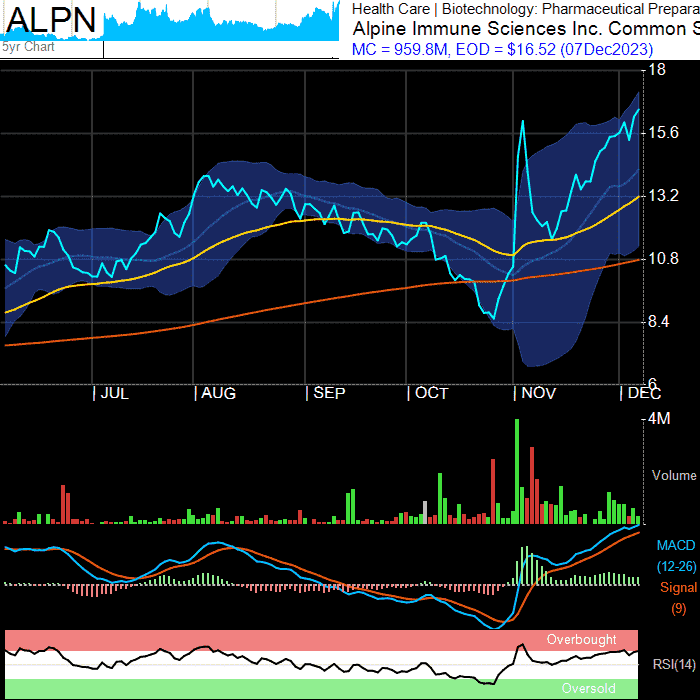 ALPN
5yr Chart
Health Care | Biotechnology: Pharmaceutical Prepara
Alpine Immune Sciences Inc. Common S
MC = 959.8M, EOD = $16.52 (07Dec2023)
18
15.6
13.2
10.8
8.4
6
JUL AUG SEP OCT NOV DEC
4M
Volume
MACD
(12-26)
Signal
(9)
Overbought
RSI(14)
Oversold